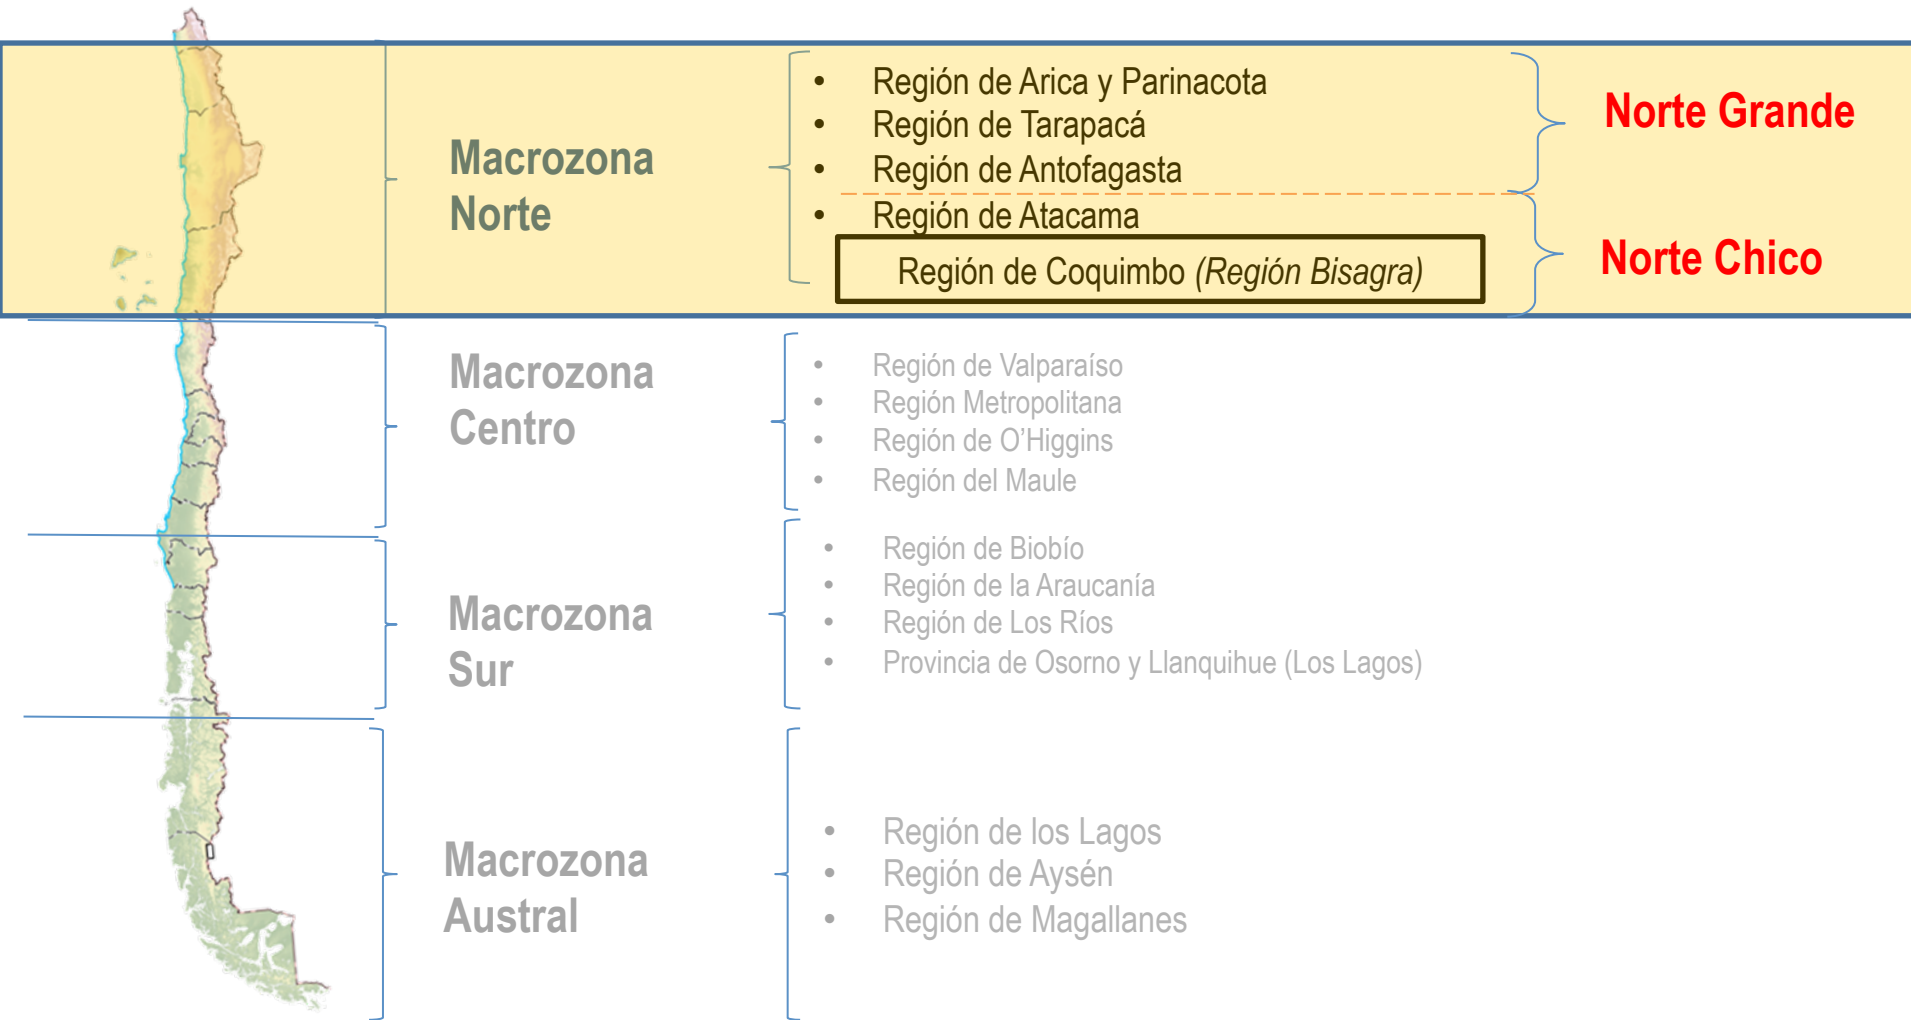 Macrozona
Norte
• Región de Arica y Parinacota
• Región de Tarapacá
• Región de Antofagasta
• Región de Atacama
Región de Coquimbo (Región Bisagra)
Norte Grande
Norte Chico
Macrozona
Centro
• Región de Valparaíso
• Región Metropolitana
• Región de O’Higgins
• Región del Maule
Macrozona
Sur
• Región de Biobío
• Región de la Araucanía
• Región de Los Ríos
• Provincia de Osorno y Llanquihue (Los Lagos)
Macrozona
Austral
• Región de los Lagos
• Región de Aysén
• Región de Magallanes